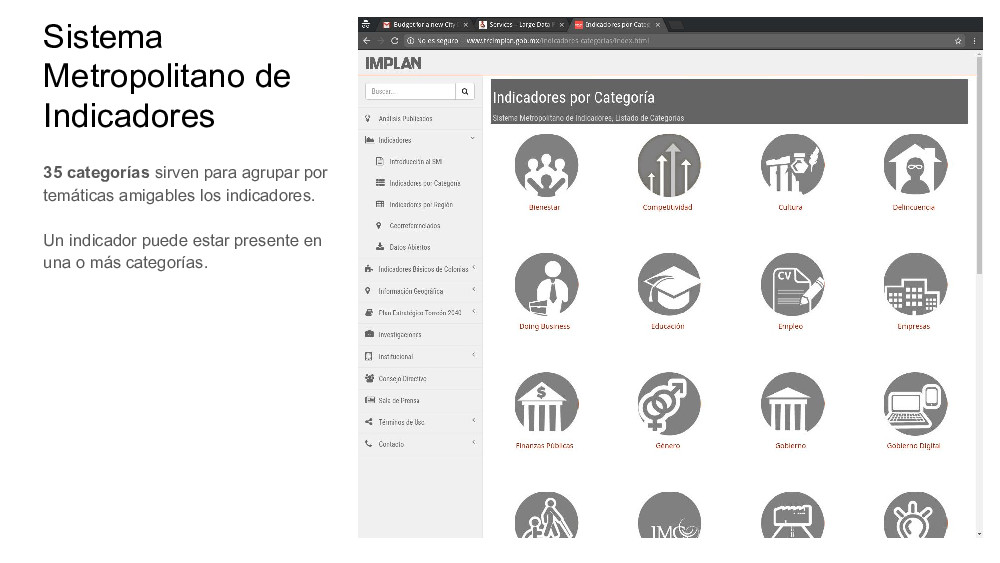 Sistema
Metropolitano de
Indicadores
35 categorías sirven para agrupar por
temáticas amigables los indicadores.
Un indicador puede estar presente en
una o más categorías.
Budget for a new City
Services - Large Data F
Indicadores por Categ
No es seguro
www.trcimplan.gob.mx/indicadores-categorias/index.html
IMPLAN
Buscar...
Análisis Publicados
Indicadores
Introducción al SMI
Indicadores por Categoría
Indicadores por Región
Georreferenciados
Datos Abiertos
Indicadores Básicos de Colonias
Información Geográfica
Plan Estratégico Torreón 2040
Investigaciones
Institucional
Consejo Directivo
Sala de Prensa
Términos de Uso
Contacto
Indicadores por Categoría
Sistema Metropolitano de Indicadores, Listado de Categorías
Bienestar
Competitividad
Cultura
Delincuencia
CV
Doing Business
Educación
Empleo
Empresas
$
Finanzas Públicas
Género
Gobierno
Gobierno Digital
IMC